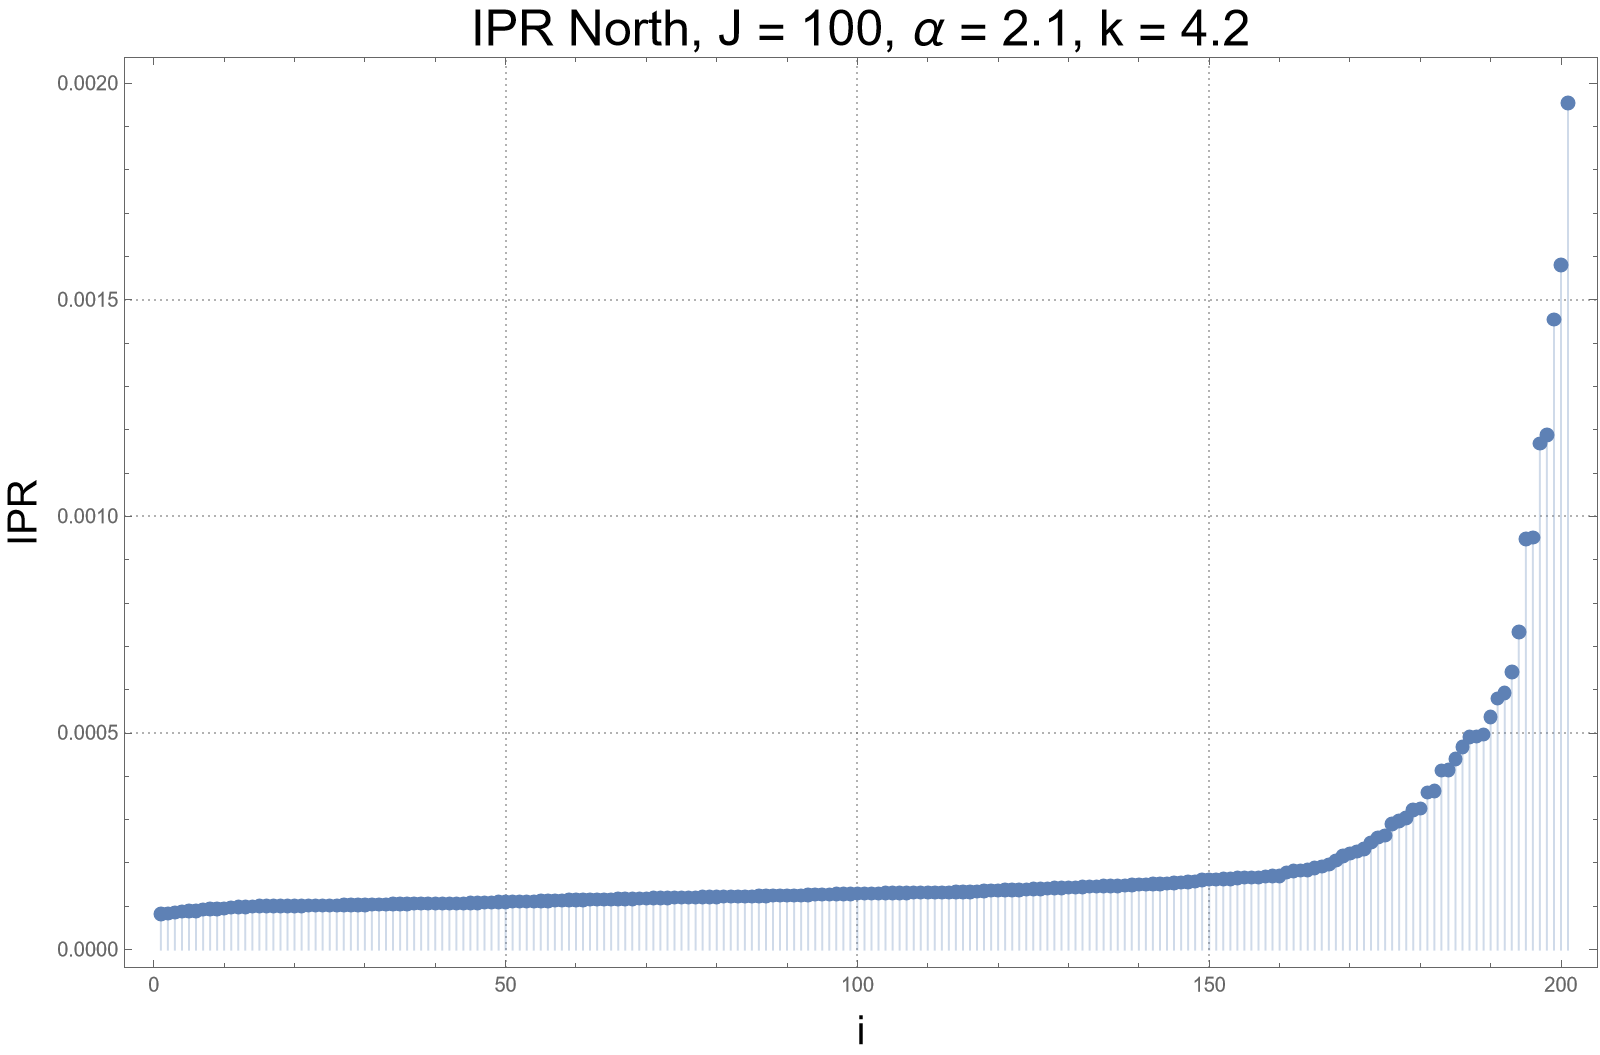 IPR North, J = 100, α = 2.1, k = 4.2
0.0020
0.0015
0.0010
0.0005
0.0000
IPR
0 50 100 150 200
i